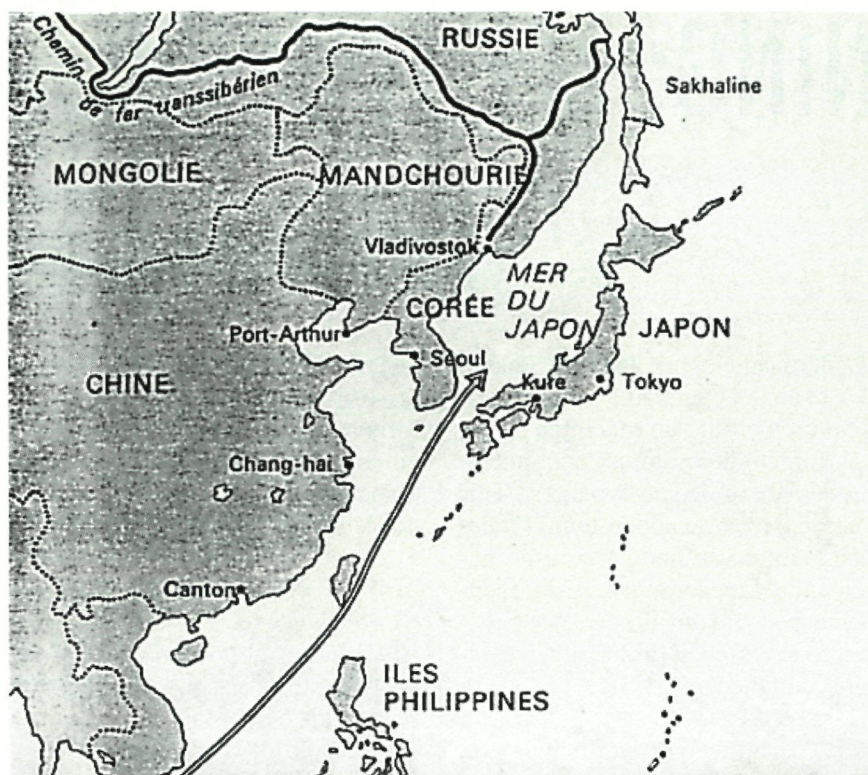 RUSSIE
Chemin de fer transsibérien
Sakhaline
MONGOLIE
MANDCHOURIE
Vladivostok
MER
DU
JAPON
CORÉE
Port-Arthur
JAPON
Séoul
CHINE
Kure
Tokyo
Chang-hai
Canton
ILES
PHILIPPINES